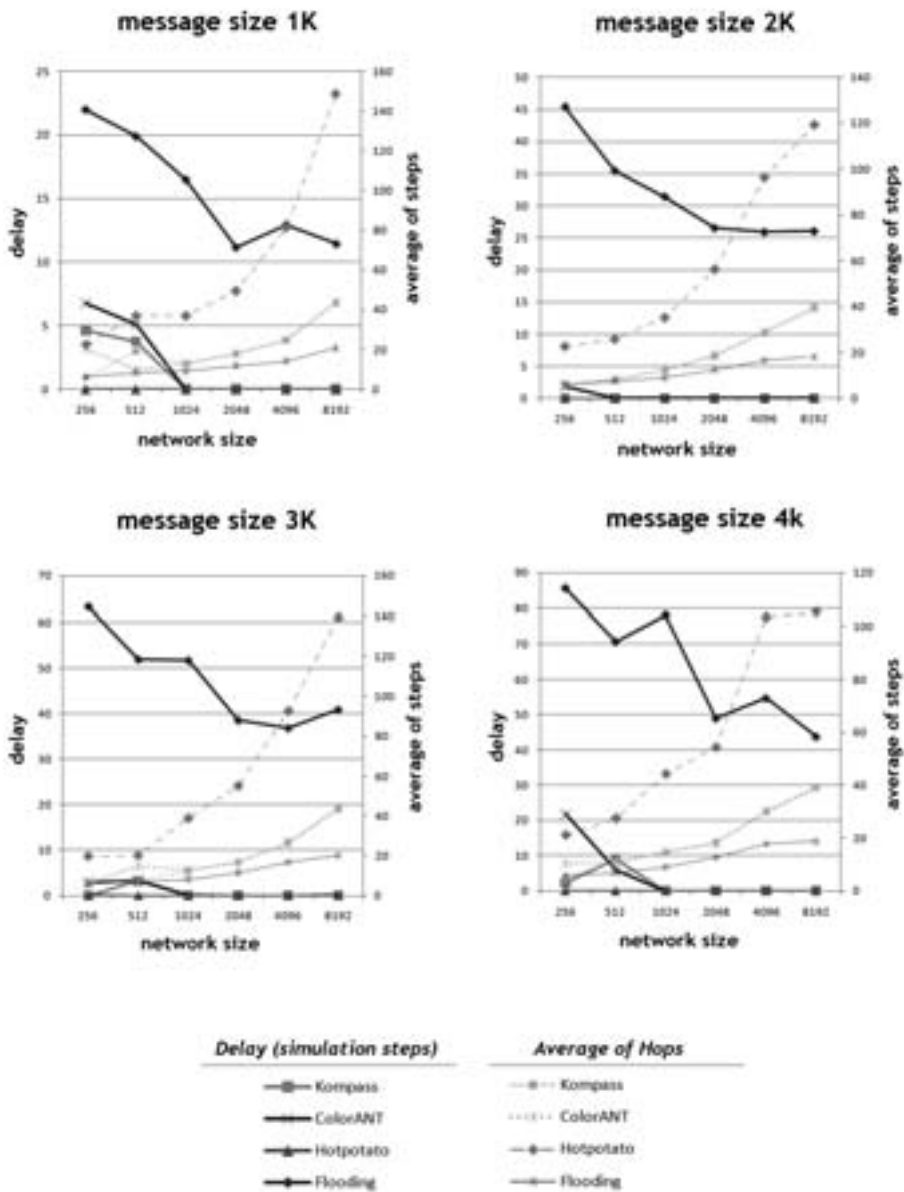 message size 1K
25
20
15
10
5
0
160
140
120
100
80
60
40
20
0
delay
average of steps
256 512 1024 2048 4096 8192
network size
message size 2K
50
45
40
35
30
25
20
15
10
5
0
140
120
100
80
60
40
20
0
delay
average of steps
256 512 1024 2048 4096 8192
network size
message size 3K
70
60
50
40
30
20
10
0
160
140
120
100
80
60
40
20
0
delay
average of steps
256 512 1024 2048 4096 8192
network size
message size 4k
90
80
70
60
50
40
30
20
10
0
120
100
80
60
40
20
0
delay
average of steps
256 512 1024 2048 4096 8192
network size
Delay (simulation steps)
Kompass
ColorANT
Hotpotato
Flooding
Average of Hops
Kompass
ColorANT
Hotpotato
Flooding